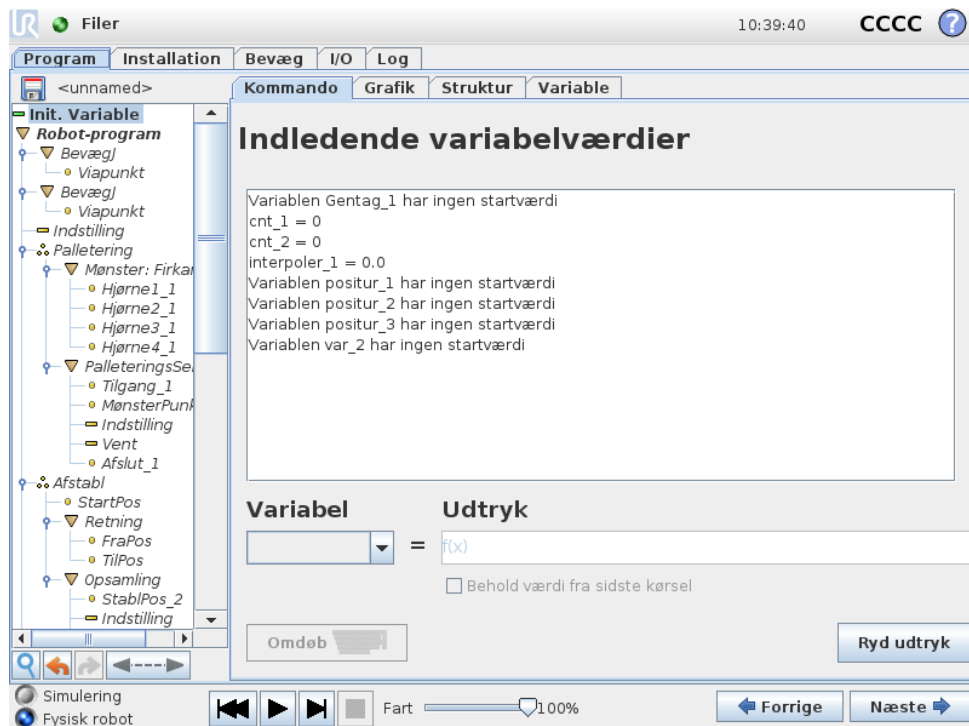 UR Filer 10:39:40 CCCC ?
Program Installation Bevæg I/O Log
<unnamed>
Kommando Grafik Struktur Variable
Init. Variable
Robot-program
BevægJ
Viapunkt
BevægJ
Viapunkt
Indstilling
Palletering
Mønster: Firkan
Hjørne1_1
Hjørne2_1
Hjørne3_1
Hjørne4_1
PalleteringsSe
Tilgang_1
MønsterPunk
Indstilling
Vent
Afslut_1
Afstabl
StartPos
Retning
FraPos
TilPos
Opsamling
StablPos_2
Indstilling
Indledende variabelværdier
Variablen Gentag_1 har ingen startværdi
cnt_1 = 0
cnt_2 = 0
interpoler_1 = 0.0
Variablen positur_1 har ingen startværdi
Variablen positur_2 har ingen startværdi
Variablen positur_3 har ingen startværdi
Variablen var_2 har ingen startværdi
Variabel Udtryk
= f(x)
Behold værdi fra sidste kørsel
Omdøb Ryd udtryk
Simulering
Fysisk robot
Fart 100%
Forrige Næste